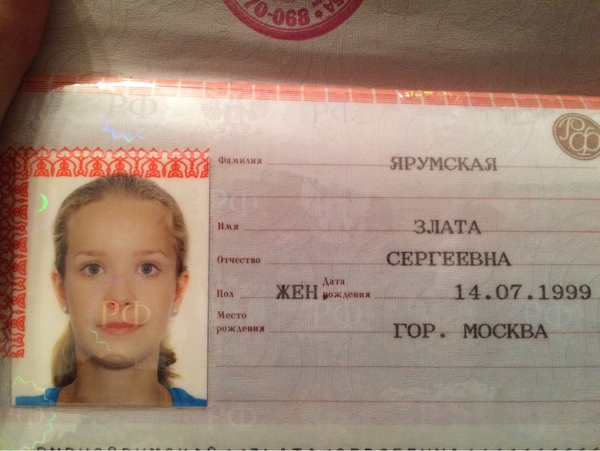 70-068
РФ
Фамилия ЯРУМСКАЯ
Имя ЗЛАТА
Отчество СЕРГЕЕВНА
Пол ЖЕН. Дата рождения 14.07.1999
Место рождения ГОР. МОСКВА
РФ